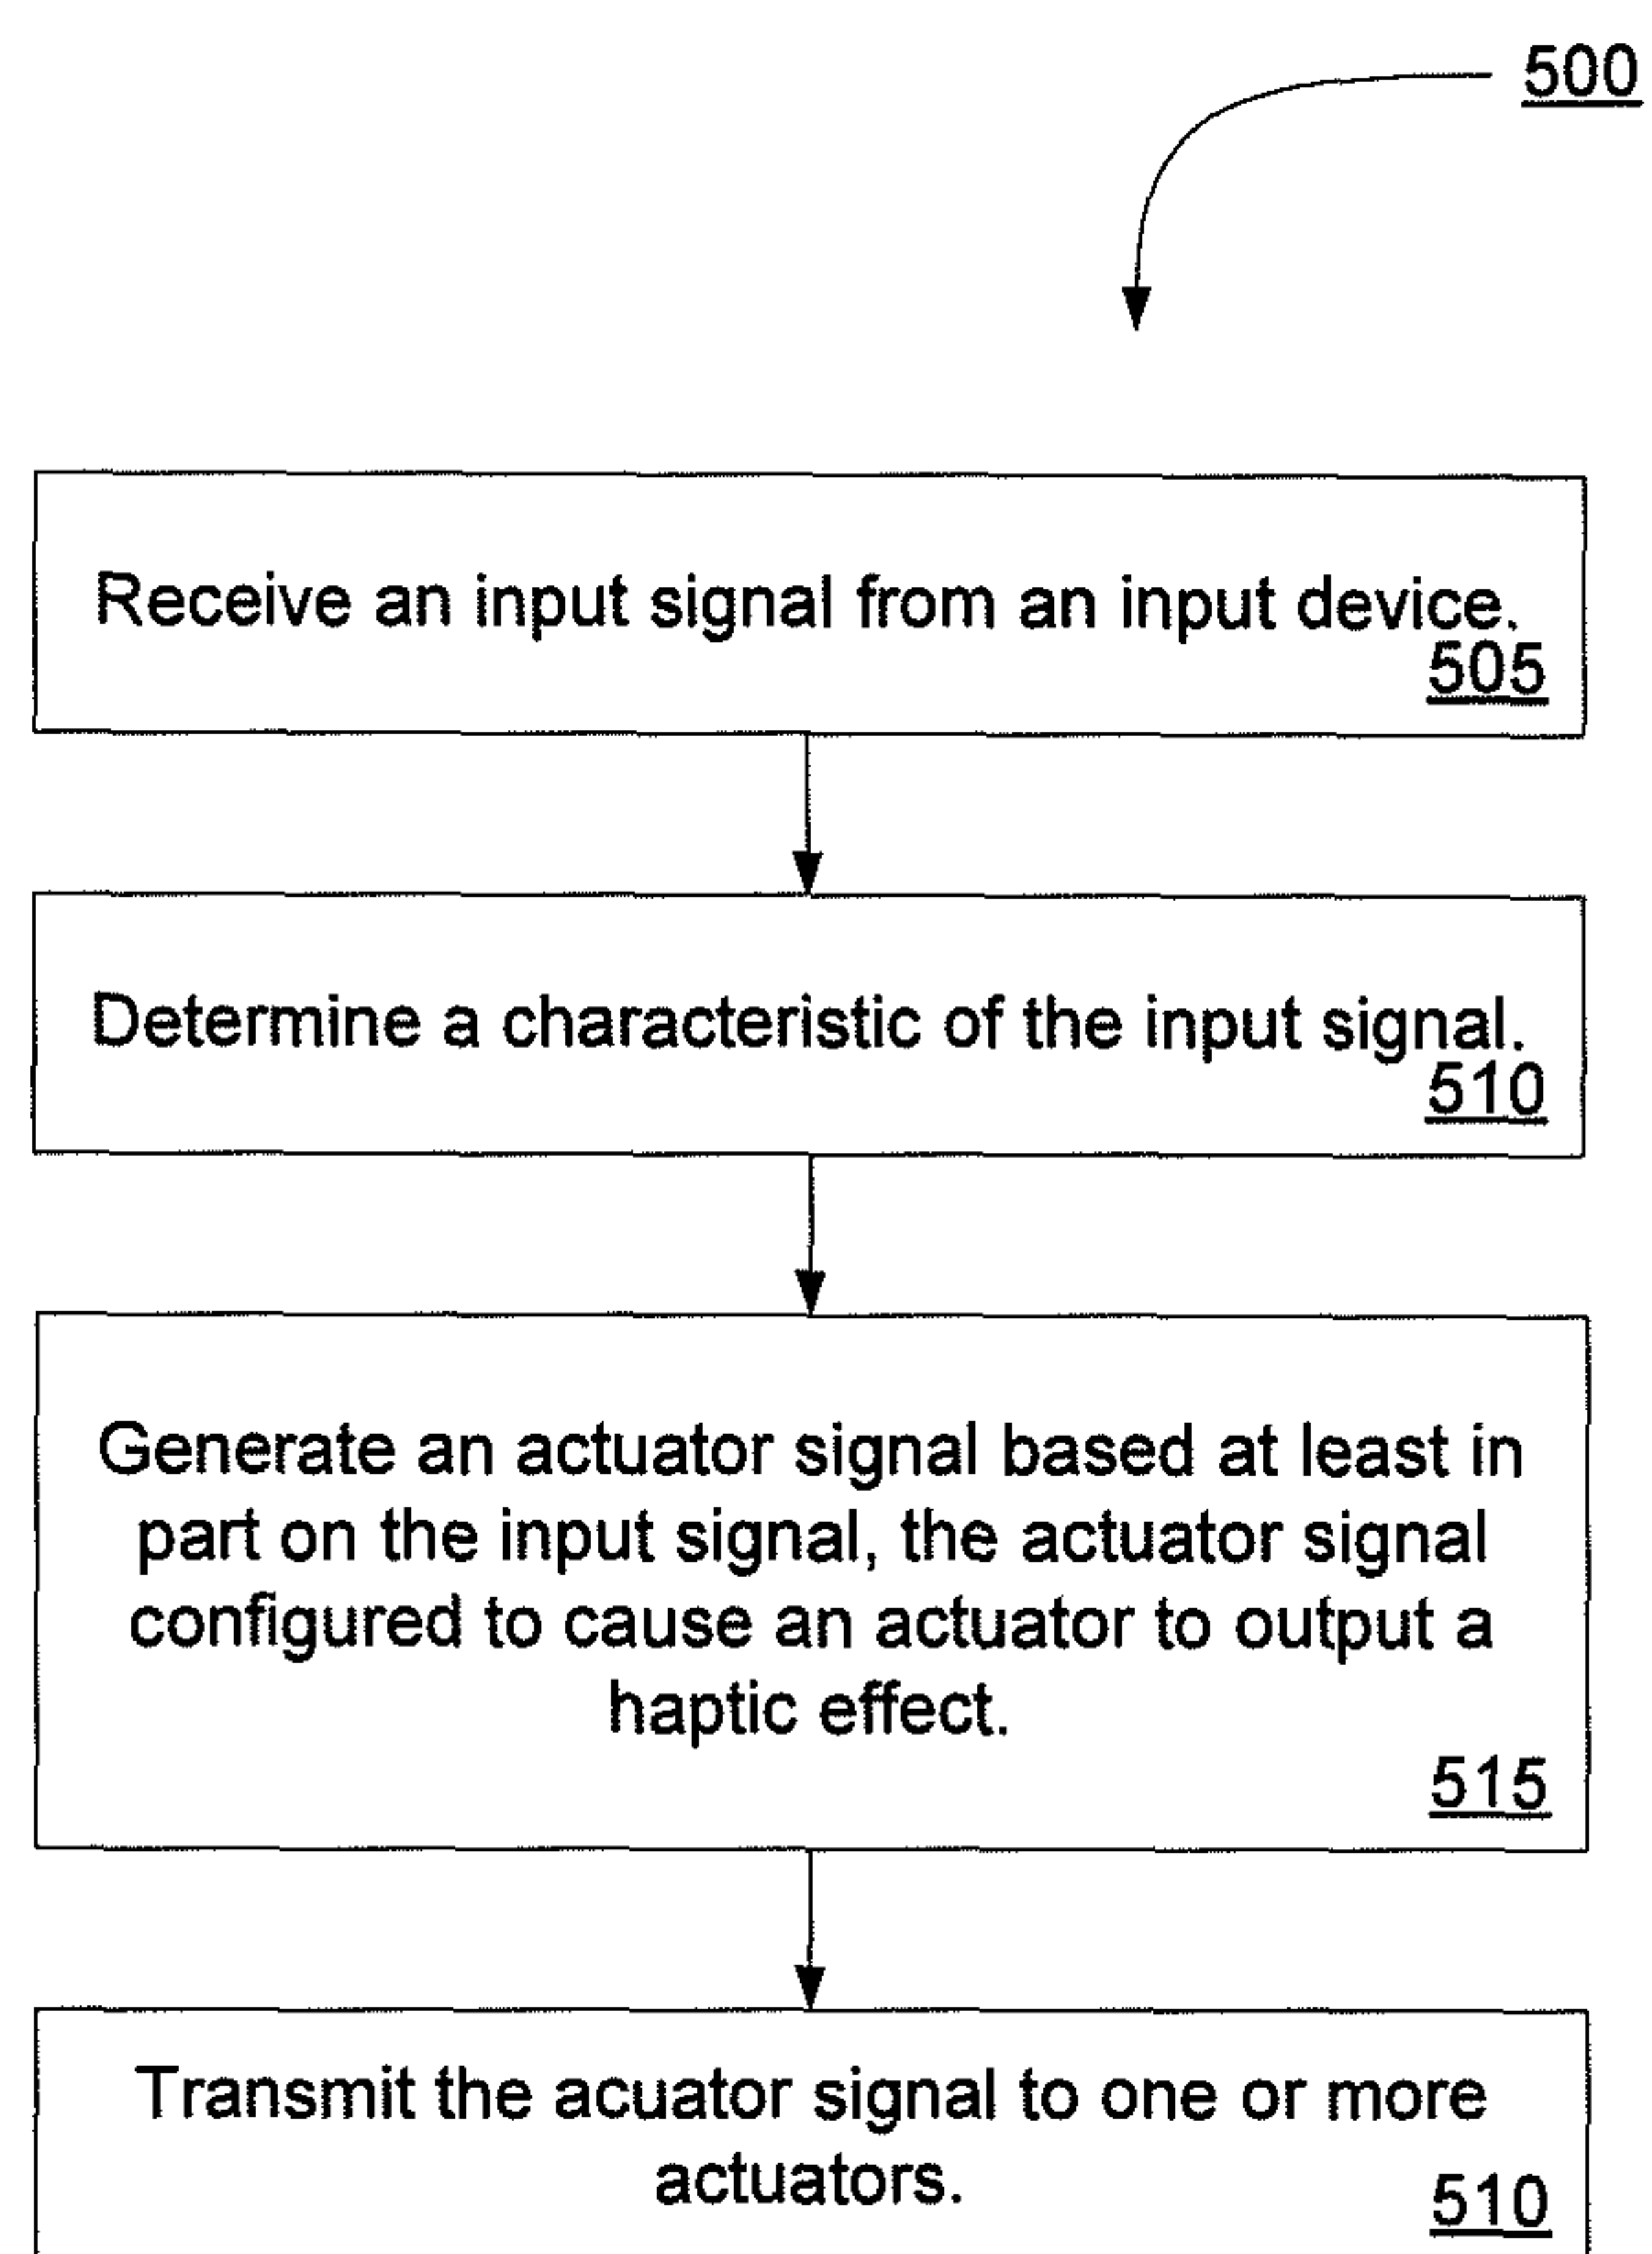 500
Receive an input signal from an input device.
505
Determine a characteristic of the input signal.
510
Generate an actuator signal based at least in
part on the input signal, the actuator signal
configured to cause an actuator to output a
haptic effect.
515
Transmit the acuator signal to one or more
actuators.
510